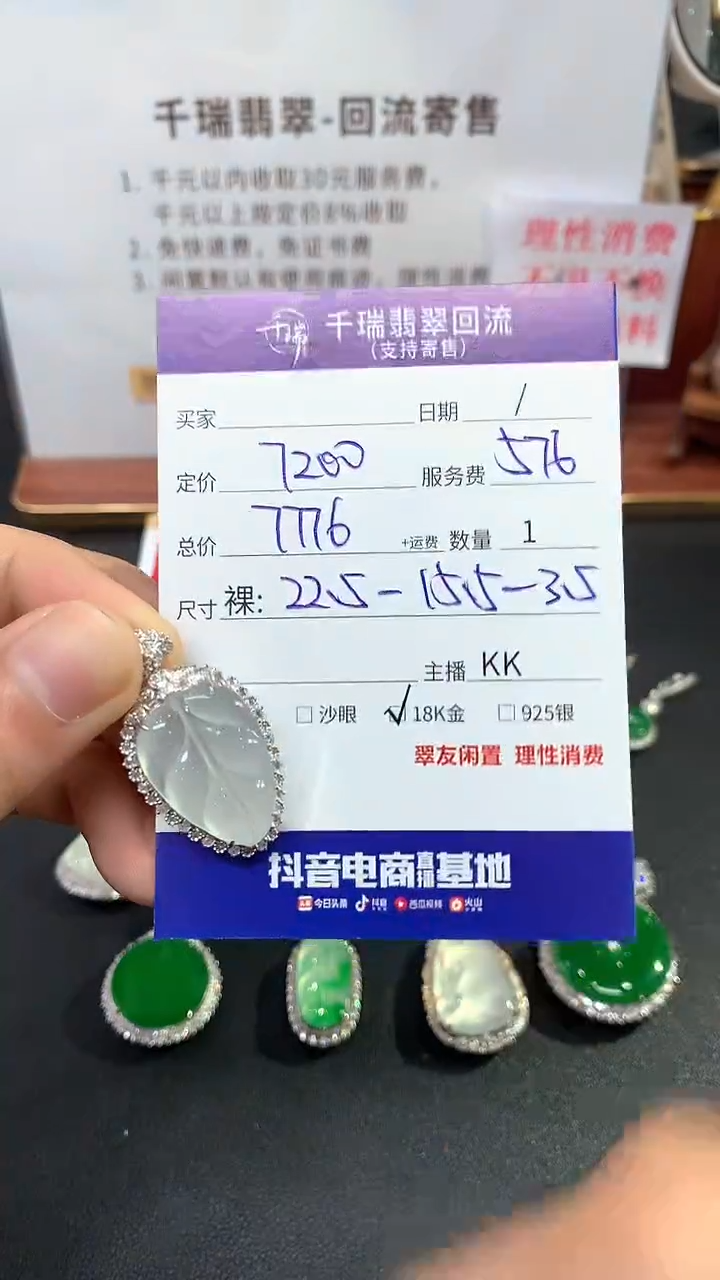 千瑞翡翠-回流寄售
1. 千元以内收取30元服务费，
千元以上按定价8%收取
2. 免快递费，免证书费
理性消费
千瑞翡翠回流
(支持寄售)
买家 日期 /
定价 7200 服务费 576
总价 7776 +运费 数量 1
尺寸 裸: 22.5-15.5-3.5
主播 KK
沙眼 ✓18K金 925银
翠友闲置 理性消费
抖音电商直播基地
今日头条 抖音 西瓜视频 火山